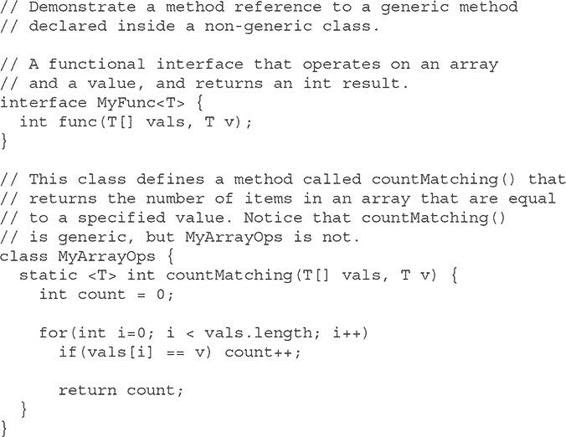 // Demonstrate a method reference to a generic method
// declared inside a non-generic class.

// A functional interface that operates on an array
// and a value, and returns an int result.
interface MyFunc<T> {
  int func(T[] vals, T v);
}

// This class defines a method called countMatching() that
// returns the number of items in an array that are equal
// to a specified value. Notice that countMatching()
// is generic, but MyArrayOps is not.
class MyArrayOps {
  static <T> int countMatching(T[] vals, T v) {
    int count = 0;

    for(int i=0; i < vals.length; i++)
      if(vals[i] == v) count++;

      return count;
  }
}